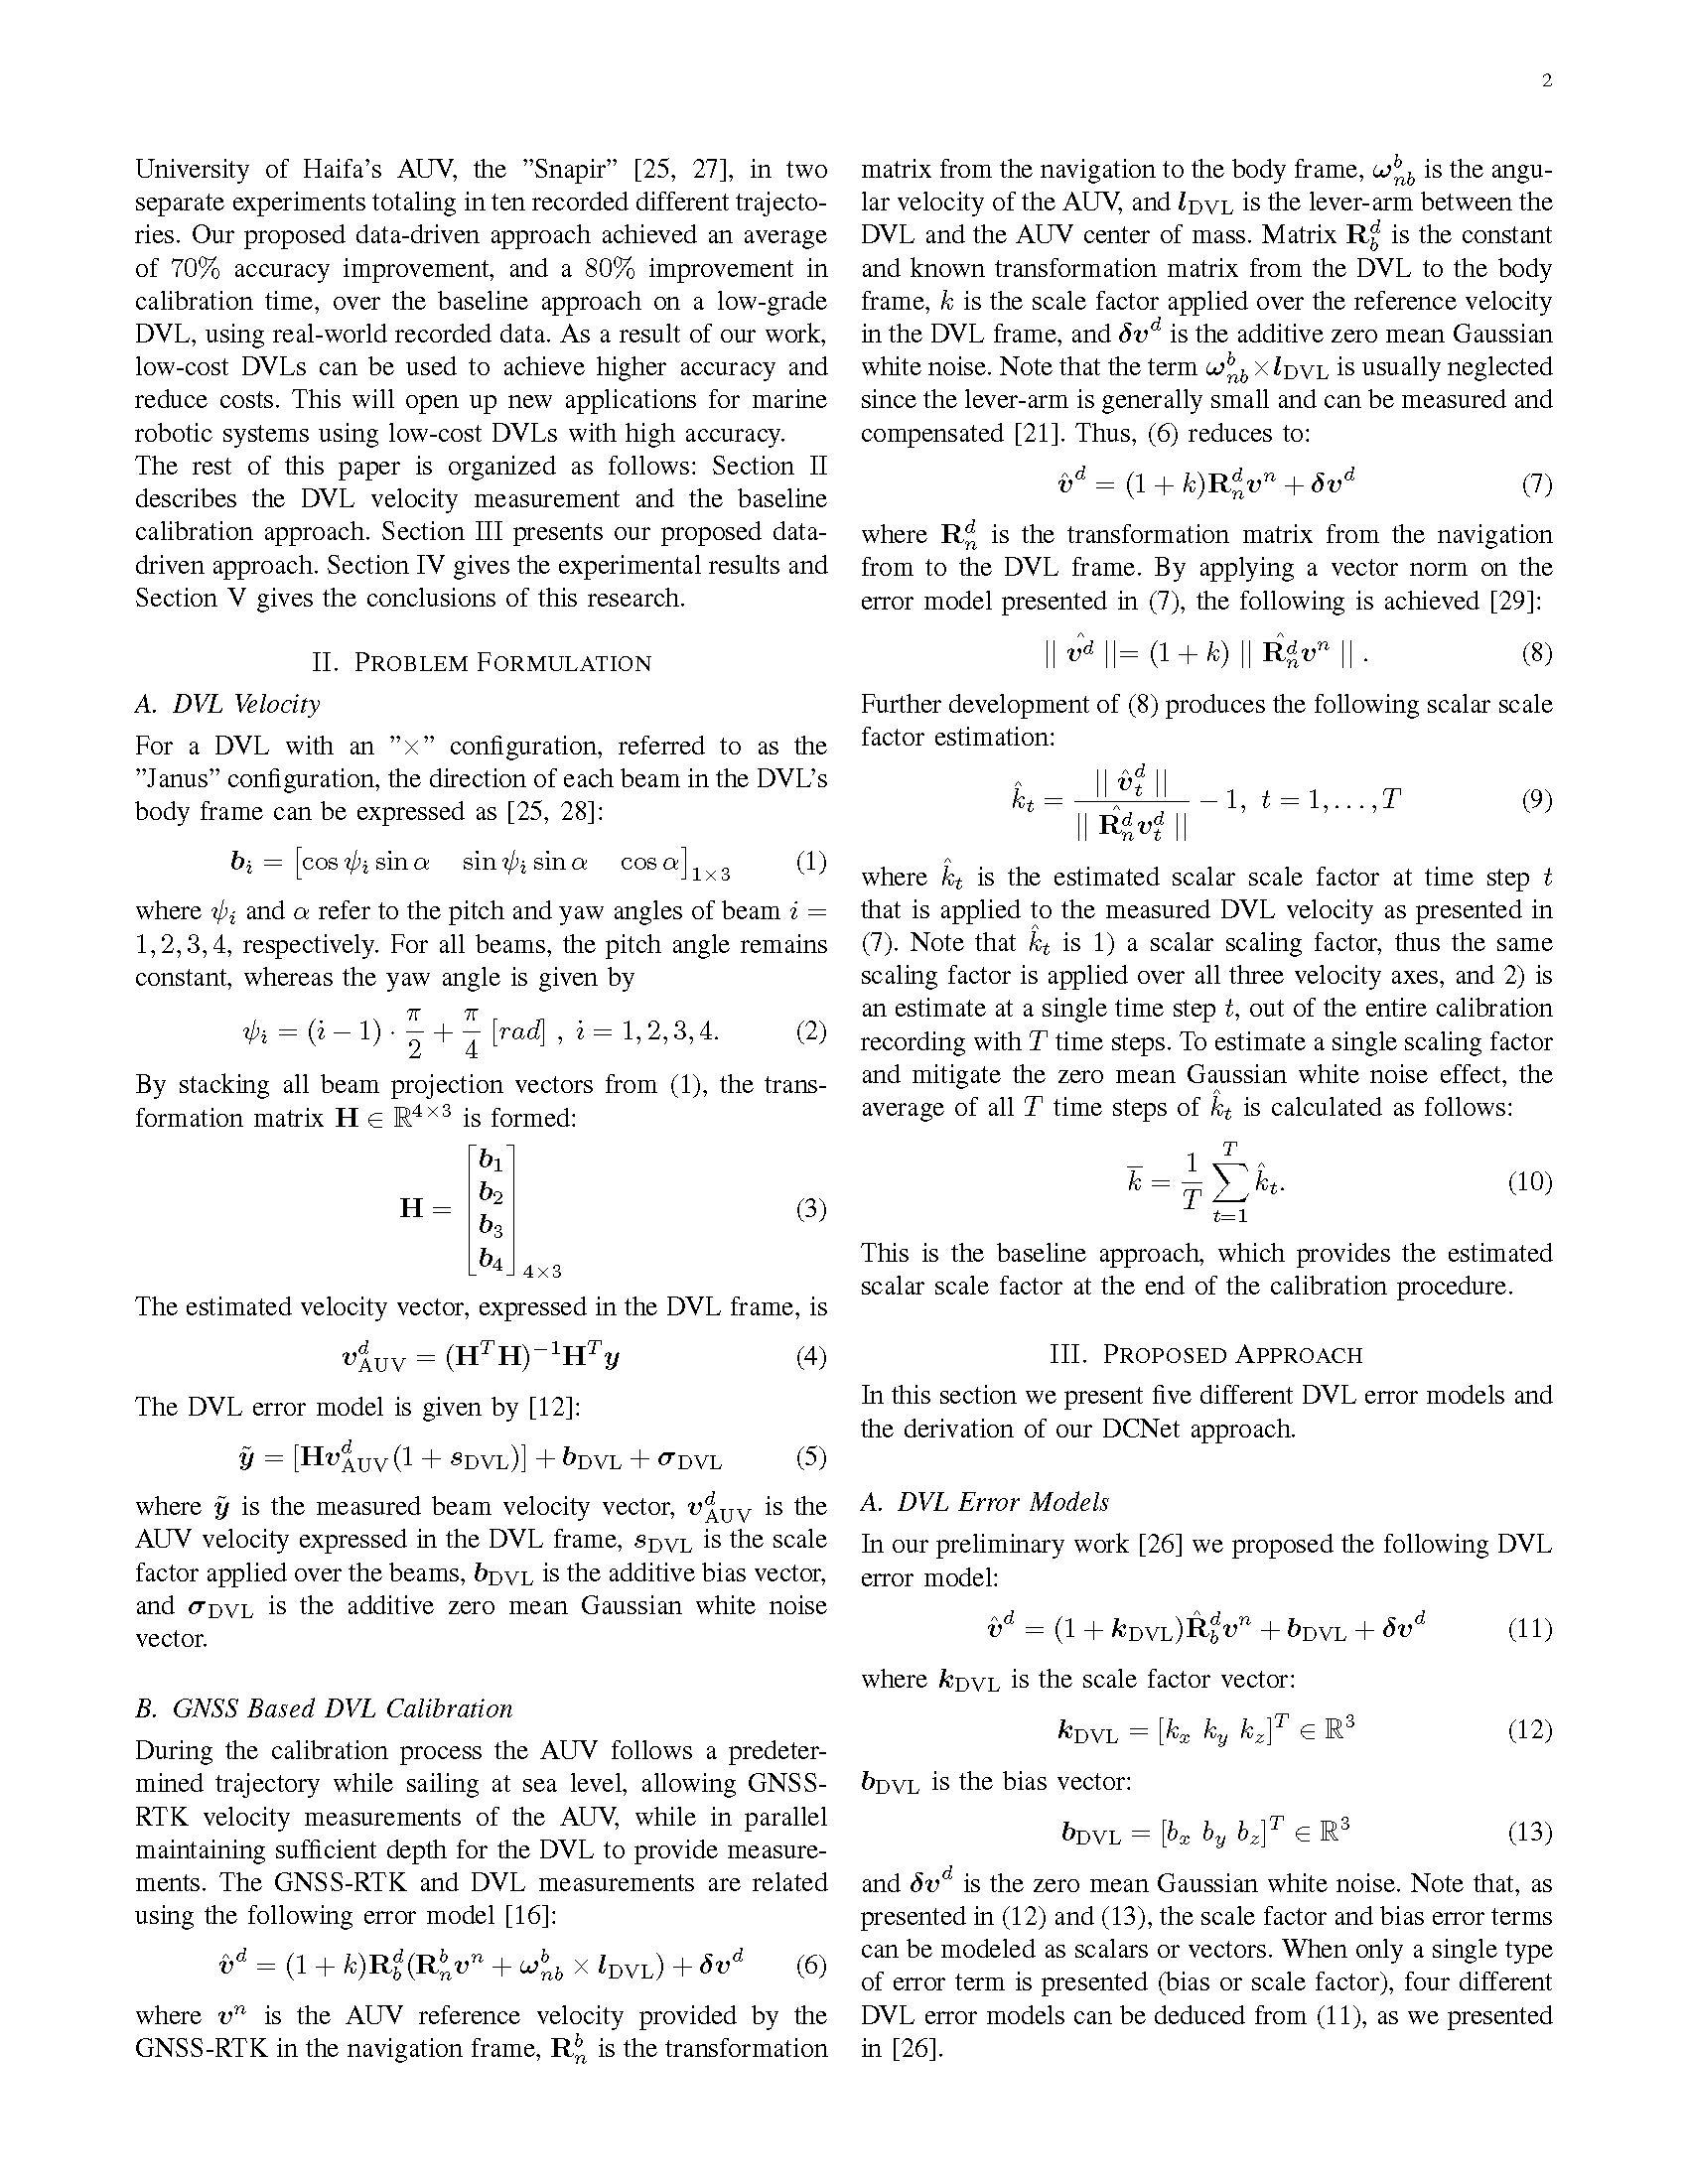 2
University of Haifa's AUV, the ”Snapir” [25, 27], in two
separate experiments totaling in ten recorded different trajecto-
ries. Our proposed data-driven approach achieved an average
of 70% accuracy improvement, and a 80% improvement in
calibration time, over the baseline approach on a low-grade
DVL, using real-world recorded data. As a result of our work,
low-cost DVLs can be used to achieve higher accuracy and
reduce costs. This will open up new applications for marine
robotic systems using low-cost DVLs with high accuracy.
The rest of this paper is organized as follows: Section II
describes the DVL velocity measurement and the baseline
calibration approach. Section III presents our proposed data-
driven approach. Section IV gives the experimental results and
Section V gives the conclusions of this research.
II. PROBLEM FORMULATION
A. DVL Velocity
For a DVL with an ”×” configuration, referred to as the
”Janus” configuration, the direction of each beam in the DVL's
body frame can be expressed as [25, 28]:
$\boldsymbol{b}_i = \begin{bmatrix} \cos\psi_i \sin\alpha & \sin\psi_i \sin\alpha & \cos\alpha \end{bmatrix}_{1\times 3}$ (1)
where $\psi_i$ and $\alpha$ refer to the pitch and yaw angles of beam $i =$
$1, 2, 3, 4$, respectively. For all beams, the pitch angle remains
constant, whereas the yaw angle is given by
$\psi_i = (i-1) \cdot \frac{\pi}{2} + \frac{\pi}{4} \ [rad] \ , \ i = 1, 2, 3, 4.$ (2)
By stacking all beam projection vectors from (1), the trans-
formation matrix $\mathbf{H} \in \mathbb{R}^{4\times 3}$ is formed:
$\mathbf{H} = \begin{bmatrix} \boldsymbol{b}_1 \\ \boldsymbol{b}_2 \\ \boldsymbol{b}_3 \\ \boldsymbol{b}_4 \end{bmatrix}_{4\times 3}$ (3)
The estimated velocity vector, expressed in the DVL frame, is
$\boldsymbol{v}^d_{\text{AUV}} = (\mathbf{H}^T\mathbf{H})^{-1}\mathbf{H}^T\boldsymbol{y}$ (4)
The DVL error model is given by [12]:
$\tilde{\boldsymbol{y}} = [\mathbf{H}\boldsymbol{v}^d_{\text{AUV}}(1 + \boldsymbol{s}_{\text{DVL}})] + \boldsymbol{b}_{\text{DVL}} + \boldsymbol{\sigma}_{\text{DVL}}$ (5)
where $\tilde{\boldsymbol{y}}$ is the measured beam velocity vector, $\boldsymbol{v}^d_{\text{AUV}}$ is the
AUV velocity expressed in the DVL frame, $\boldsymbol{s}_{\text{DVL}}$ is the scale
factor applied over the beams, $\boldsymbol{b}_{\text{DVL}}$ is the additive bias vector,
and $\boldsymbol{\sigma}_{\text{DVL}}$ is the additive zero mean Gaussian white noise
vector.
B. GNSS Based DVL Calibration
During the calibration process the AUV follows a predeter-
mined trajectory while sailing at sea level, allowing GNSS-
RTK velocity measurements of the AUV, while in parallel
maintaining sufficient depth for the DVL to provide measure-
ments. The GNSS-RTK and DVL measurements are related
using the following error model [16]:
$\hat{\boldsymbol{v}}^d = (1 + k)\mathbf{R}^d_b(\mathbf{R}^b_n\boldsymbol{v}^n + \boldsymbol{\omega}^b_{nb} \times \boldsymbol{l}_{\text{DVL}}) + \boldsymbol{\delta v}^d$ (6)
where $\boldsymbol{v}^n$ is the AUV reference velocity provided by the
GNSS-RTK in the navigation frame, $\mathbf{R}^b_n$ is the transformation
matrix from the navigation to the body frame, $\boldsymbol{\omega}^b_{nb}$ is the angu-
lar velocity of the AUV, and $\boldsymbol{l}_{\text{DVL}}$ is the lever-arm between the
DVL and the AUV center of mass. Matrix $\mathbf{R}^d_b$ is the constant
and known transformation matrix from the DVL to the body
frame, $k$ is the scale factor applied over the reference velocity
in the DVL frame, and $\boldsymbol{\delta v}^d$ is the additive zero mean Gaussian
white noise. Note that the term $\boldsymbol{\omega}^b_{nb} \times \boldsymbol{l}_{\text{DVL}}$ is usually neglected
since the lever-arm is generally small and can be measured and
compensated [21]. Thus, (6) reduces to:
$\hat{\boldsymbol{v}}^d = (1 + k)\mathbf{R}^d_n\boldsymbol{v}^n + \boldsymbol{\delta v}^d$ (7)
where $\mathbf{R}^d_n$ is the transformation matrix from the navigation
from to the DVL frame. By applying a vector norm on the
error model presented in (7), the following is achieved [29]:
$|| \ \hat{\boldsymbol{v}^d} \ || = (1 + k) \ || \ \hat{\mathbf{R}^d_n}\boldsymbol{v}^n \ || \ .$ (8)
Further development of (8) produces the following scalar scale
factor estimation:
$\hat{k}_t = \frac{|| \ \hat{\boldsymbol{v}}^d_t \ ||}{|| \ \hat{\mathbf{R}^d_n}\boldsymbol{v}^d_t \ ||} - 1, \ t = 1, \ldots, T$ (9)
where $\hat{k}_t$ is the estimated scalar scale factor at time step $t$
that is applied to the measured DVL velocity as presented in
(7). Note that $\hat{k}_t$ is 1) a scalar scaling factor, thus the same
scaling factor is applied over all three velocity axes, and 2) is
an estimate at a single time step $t$, out of the entire calibration
recording with $T$ time steps. To estimate a single scaling factor
and mitigate the zero mean Gaussian white noise effect, the
average of all $T$ time steps of $\hat{k}_t$ is calculated as follows:
$\overline{k} = \frac{1}{T}\sum_{t=1}^{T}\hat{k}_t.$ (10)
This is the baseline approach, which provides the estimated
scalar scale factor at the end of the calibration procedure.
III. PROPOSED APPROACH
In this section we present five different DVL error models and
the derivation of our DCNet approach.
A. DVL Error Models
In our preliminary work [26] we proposed the following DVL
error model:
$\hat{\boldsymbol{v}}^d = (1 + \boldsymbol{k}_{\text{DVL}})\hat{\mathbf{R}}^d_b\boldsymbol{v}^n + \boldsymbol{b}_{\text{DVL}} + \boldsymbol{\delta v}^d$ (11)
where $\boldsymbol{k}_{\text{DVL}}$ is the scale factor vector:
$\boldsymbol{k}_{\text{DVL}} = [k_x \ k_y \ k_z]^T \in \mathbb{R}^3$ (12)
$\boldsymbol{b}_{\text{DVL}}$ is the bias vector:
$\boldsymbol{b}_{\text{DVL}} = [b_x \ b_y \ b_z]^T \in \mathbb{R}^3$ (13)
and $\boldsymbol{\delta v}^d$ is the zero mean Gaussian white noise. Note that, as
presented in (12) and (13), the scale factor and bias error terms
can be modeled as scalars or vectors. When only a single type
of error term is presented (bias or scale factor), four different
DVL error models can be deduced from (11), as we presented
in [26].